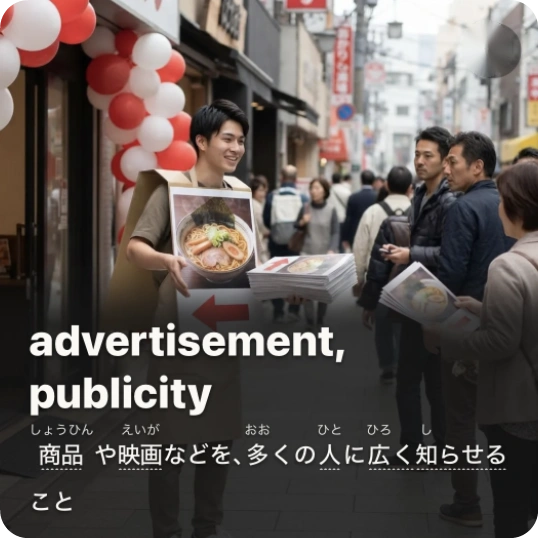 advertisement,
publicity
しょうひん えいが おお ひと ひろ し
商品 や映画などを、多くの人に広く知らせる
こと